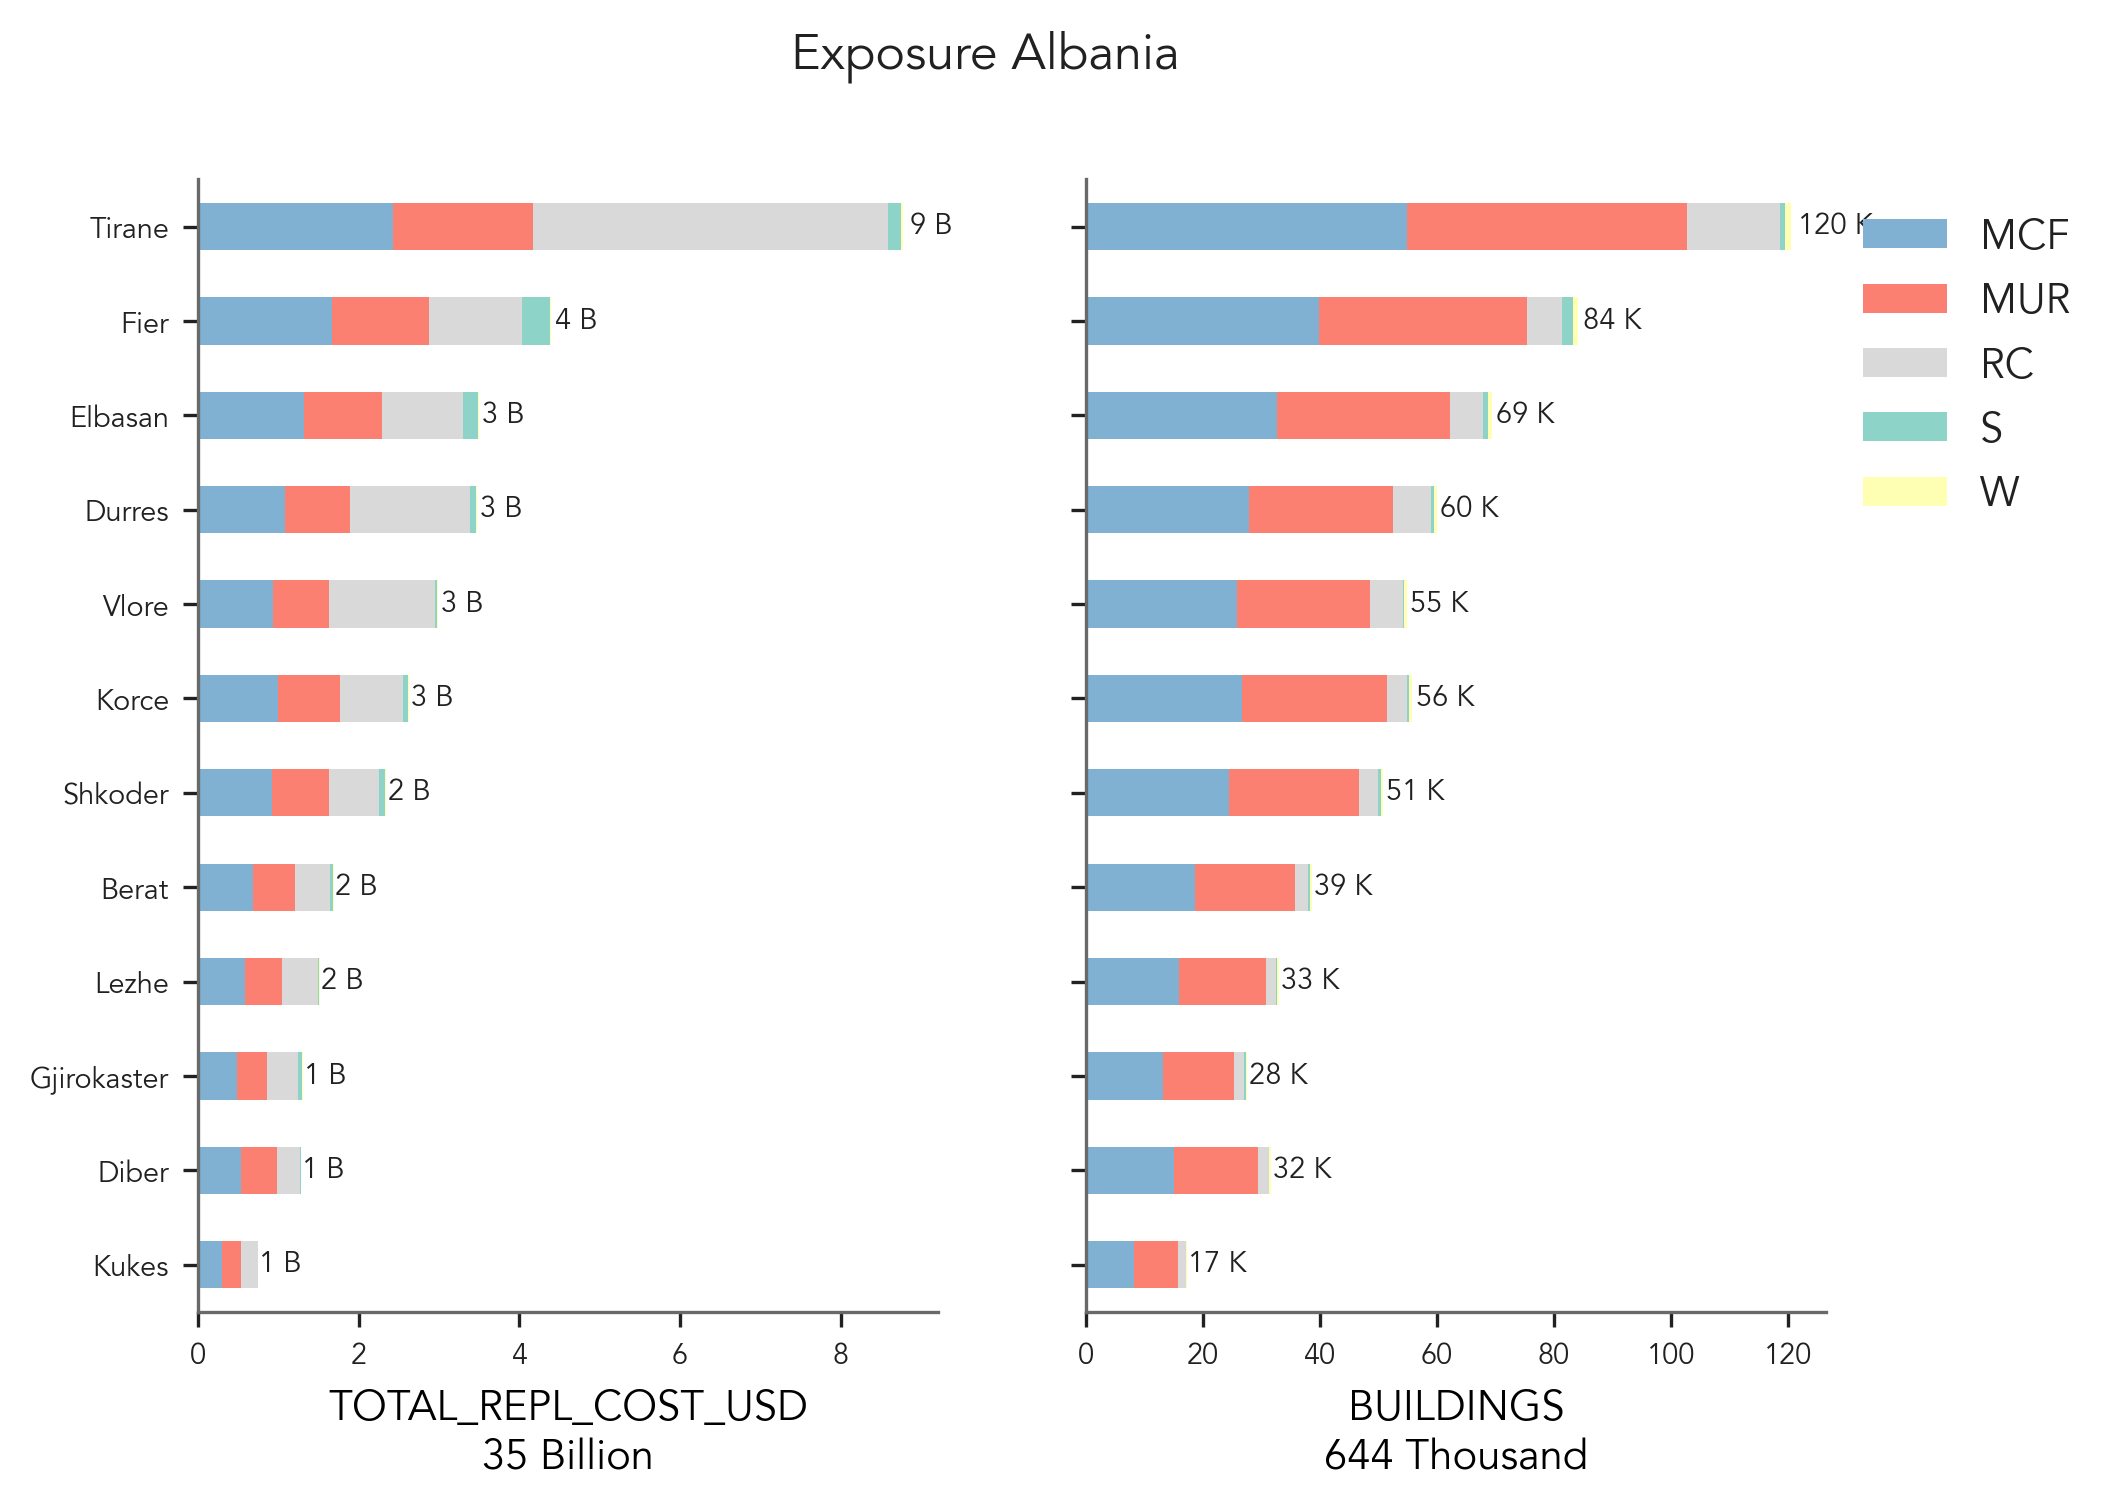 Exposure Albania
Tirane
Fier
Elbasan
Durres
Vlore
Korce
Shkoder
Berat
Lezhe
Gjirokaster
Diber
Kukes
9 B
4 B
3 B
3 B
3 B
3 B
2 B
2 B
2 B
1 B
1 B
1 B
0 2 4 6 8
TOTAL_REPL_COST_USD
35 Billion
120 K
84 K
69 K
60 K
55 K
56 K
51 K
39 K
33 K
28 K
32 K
17 K
0 20 40 60 80 100 120
BUILDINGS
644 Thousand
MCF
MUR
RC
S
W